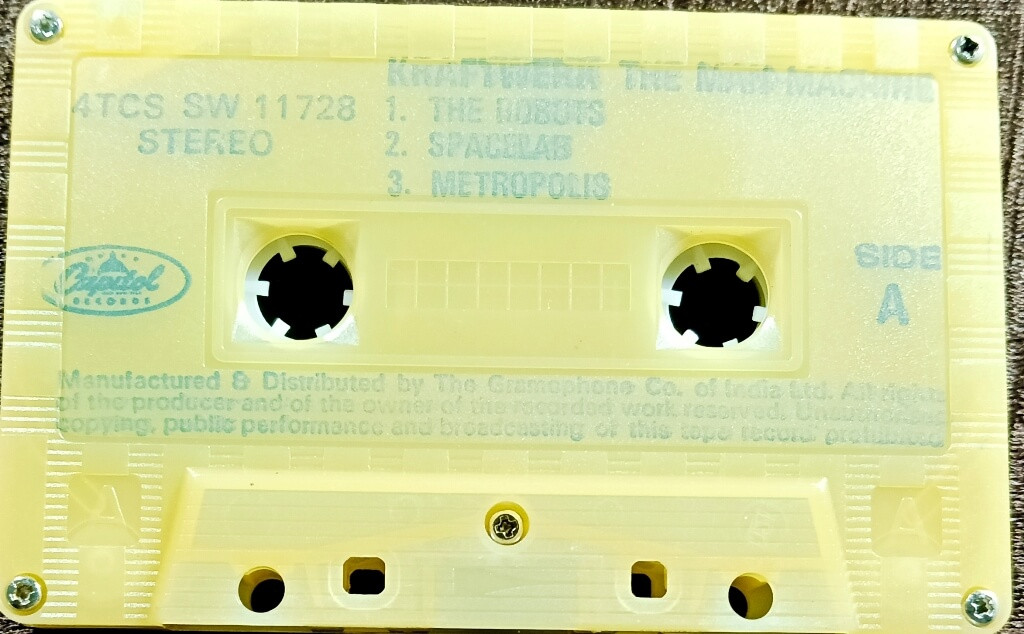 KRAFTWERK THE MAN-MACHINE
4TCS SW 11728
STEREO
1. THE ROBOTS
2. SPACELAB
3. METROPOLIS
Capitol
RECORDS
SIDE
A
Manufactured & Distributed by The Gramophone Co. of India Ltd. All rights
of the producer and of the owner of the recorded work reserved. Unauthorised
copying, public performance and broadcasting of this tape record prohibited
A
A